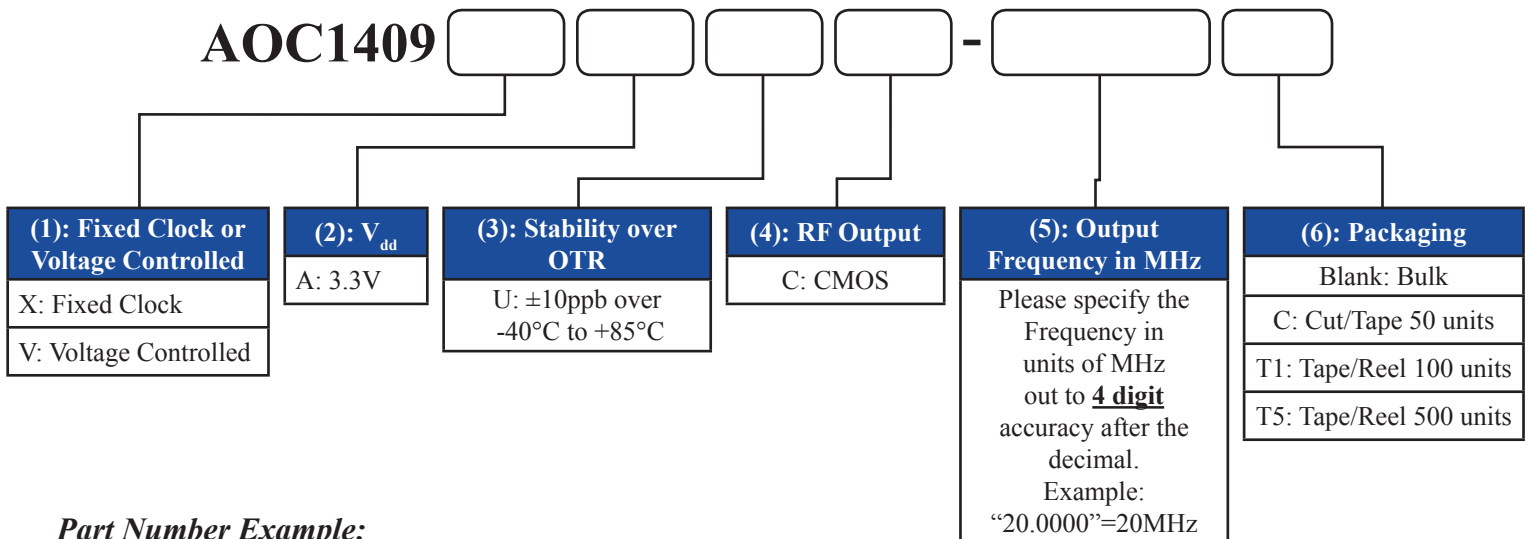 AOC1409 -
(1): Fixed Clock or
Voltage Controlled
X: Fixed Clock
V: Voltage Controlled
(2): Vdd
A: 3.3V
(3): Stability over
OTR
U: ±10ppb over
-40°C to +85°C
(4): RF Output
C: CMOS
(5): Output
Frequency in MHz
Please specify the
Frequency in
units of MHz
out to 4 digit
accuracy after the
decimal.
Example:
“20.0000”=20MHz
(6): Packaging
Blank: Bulk
C: Cut/Tape 50 units
T1: Tape/Reel 100 units
T5: Tape/Reel 500 units
Part Number Example: